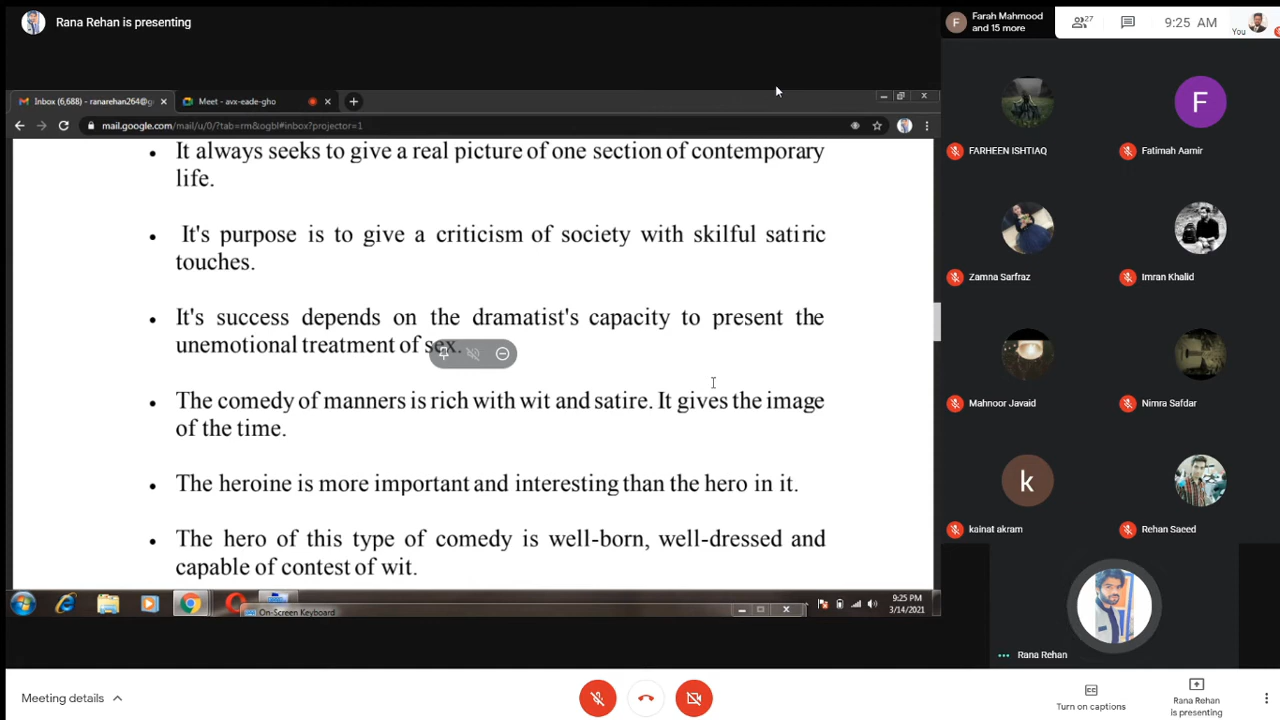 Rana Rehan is presenting
Farah Mahmood
and 15 more
27
9:25 AM
You
Inbox (6,688) - ranarehan264@g
Meet - avx-eade-gho
mail.google.com/mail/u/0/?tab=rm&ogbl#inbox?projector=1
• It always seeks to give a real picture of one section of contemporary
life.
• It's purpose is to give a criticism of society with skilful satiric
touches.
• It's success depends on the dramatist's capacity to present the
unemotional treatment of sex.
• The comedy of manners is rich with wit and satire. It gives the image
of the time.
• The heroine is more important and interesting than the hero in it.
• The hero of this type of comedy is well-born, well-dressed and
capable of contest of wit.
On-Screen Keyboard
9:25 PM
3/14/2021
FARHEEN ISHTIAQ
F
Fatimah Aamir
Zamna Sarfraz
Imran Khalid
Mahnoor Javaid
Nimra Safdar
k
kainat akram
Rehan Saeed
Rana Rehan
Meeting details
Turn on captions
Rana Rehan
is presenting